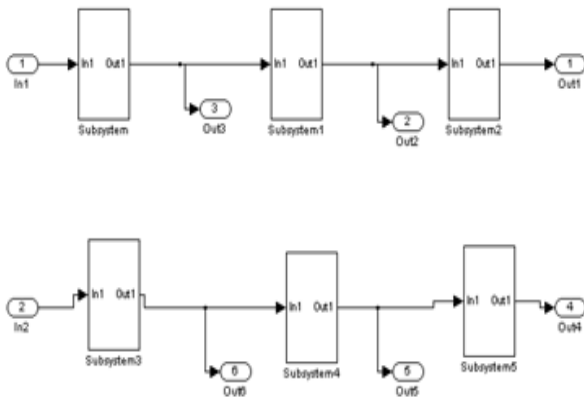 1
In1
In1 Out1
Subsystem
3
Out3
In1 Out1
Subsystem1
2
Out2
In1 Out1
Subsystem2
1
Out1
2
In2
In1 Out1
Subsystem3
6
Out6
In1 Out1
Subsystem4
5
Out5
In1 Out1
Subsystem5
4
Out4